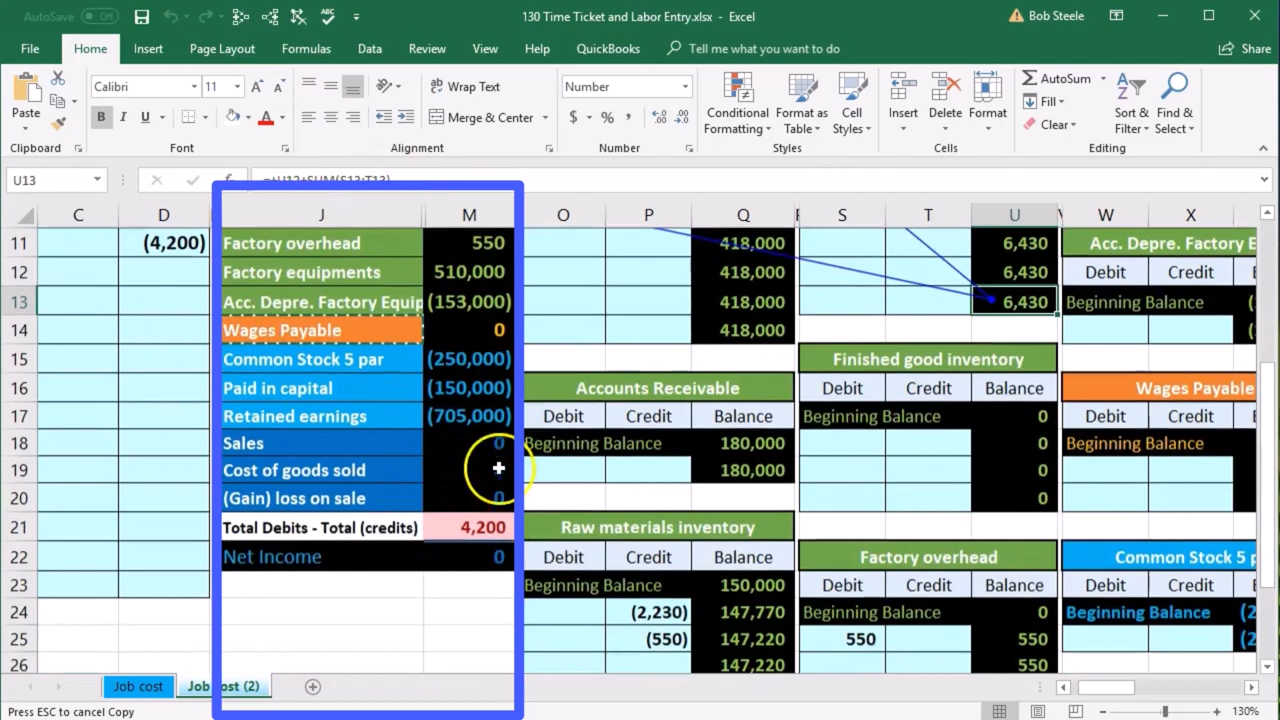 AutoSave Off 130 Time Ticket and Labor Entry.xlsx - Excel Bob Steele
File Home Insert Page Layout Formulas Data Review View Help QuickBooks Tell me what you want to do Share
Calibri 11 A A Wrap Text Number AutoSum
Paste Conditional Format as Cell Insert Delete Format Fill Sort & Find &
B I U A Merge & Center $ % , Formatting Table Styles Clear Filter Select
Clipboard Font Alignment Number Styles Cells Editing
U13
C D J M O P Q S T U W X
11 (4,200) Factory overhead 550 418,000 6,430 Acc. Depre. Factory E
12 Factory equipments 510,000 418,000 6,430 Debit Credit
13 Acc. Depre. Factory Equip (153,000) 418,000 6,430 Beginning Balance
14 Wages Payable 0 418,000
15 Common Stock 5 par (250,000) Finished good inventory
16 Paid in capital (150,000) Accounts Receivable Debit Credit Balance Wages Payable
17 Retained earnings (705,000) Debit Credit Balance Beginning Balance 0 Debit Credit
18 Sales 0 Beginning Balance 180,000 0 Beginning Balance
19 Cost of goods sold 180,000 0
20 (Gain) loss on sale 0 0
21 Total Debits - Total (credits) 4,200 Raw materials inventory
22 Net Income 0 Debit Credit Balance Factory overhead Common Stock 5 p
23 Beginning Balance 150,000 Debit Credit Balance Debit Credit
24 (2,230) 147,770 Beginning Balance 0 Beginning Balance (2
25 (550) 147,220 550 550 (2
26 147,220 550
Job cost Job cost (2)
Press ESC to cancel Copy 130%